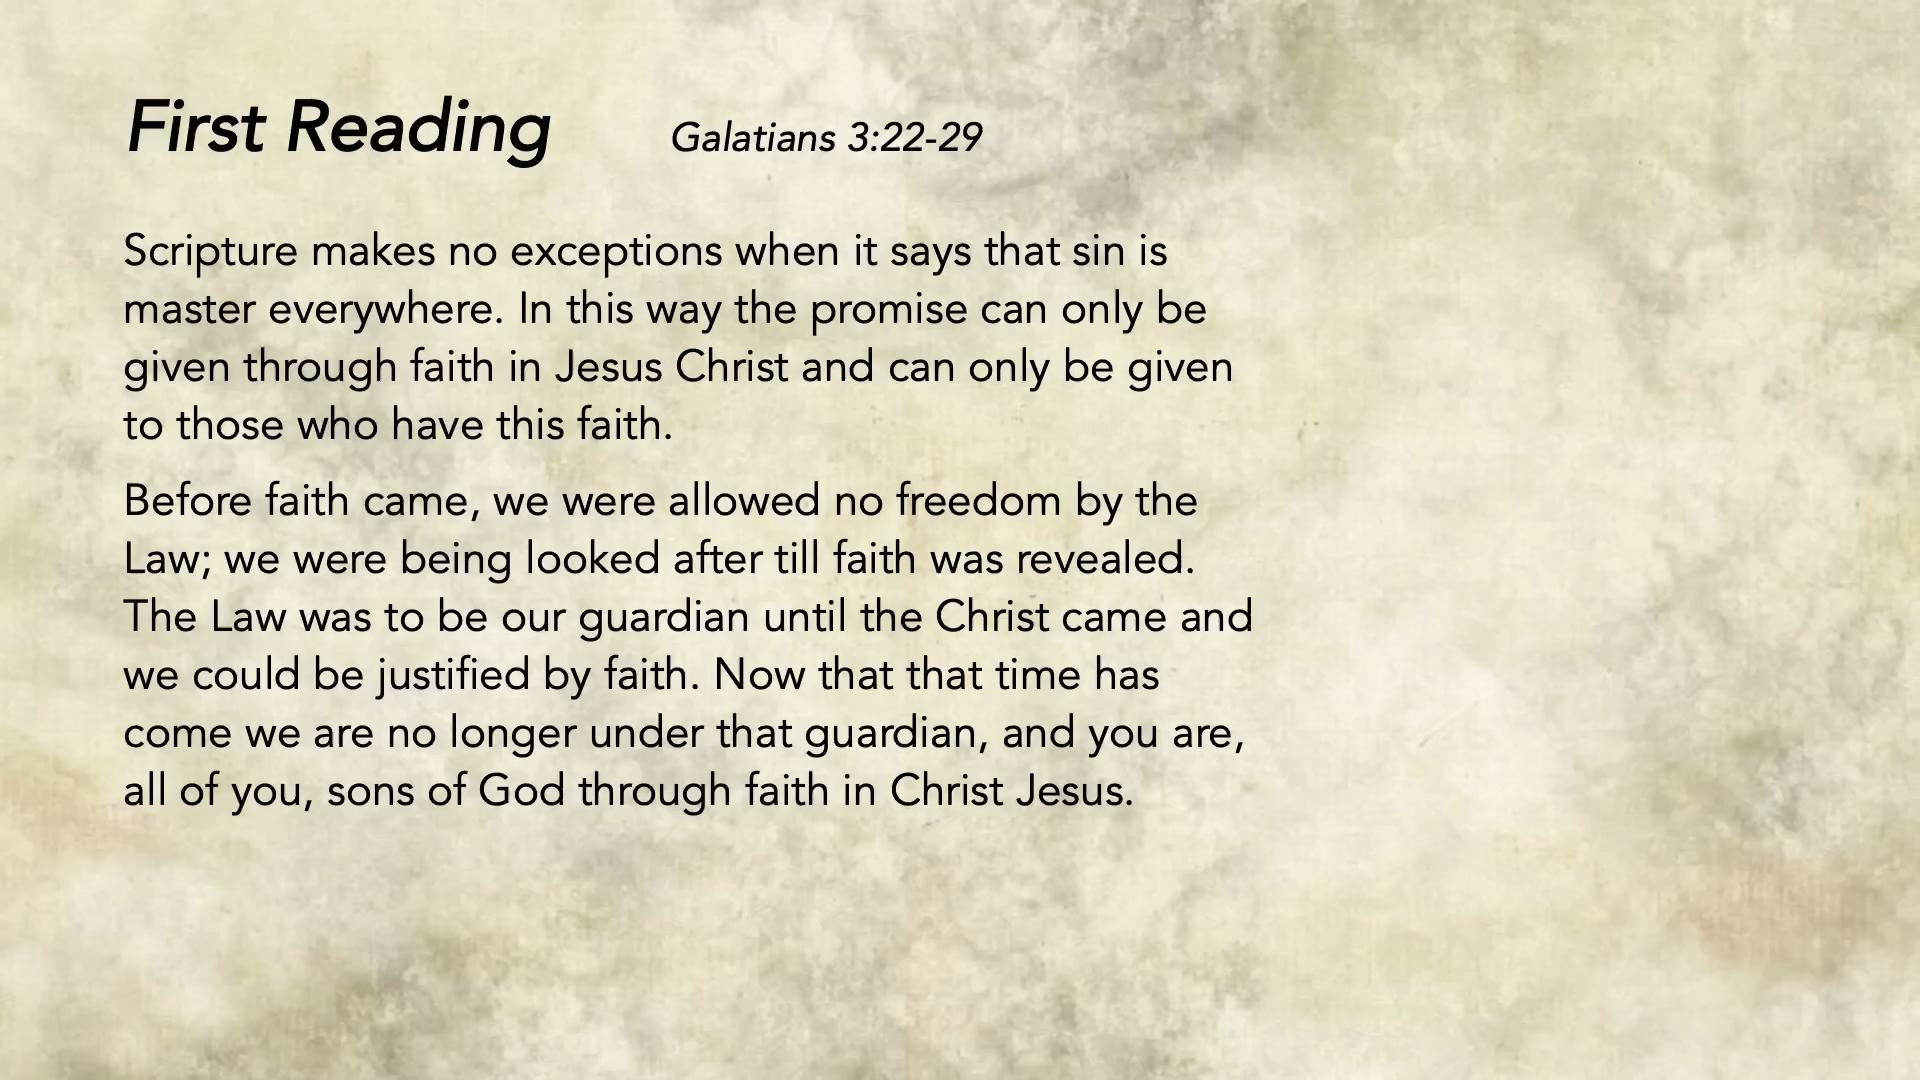 First Reading Galatians 3:22-29
Scripture makes no exceptions when it says that sin is
master everywhere. In this way the promise can only be
given through faith in Jesus Christ and can only be given
to those who have this faith.
Before faith came, we were allowed no freedom by the
Law; we were being looked after till faith was revealed.
The Law was to be our guardian until the Christ came and
we could be justified by faith. Now that that time has
come we are no longer under that guardian, and you are,
all of you, sons of God through faith in Christ Jesus.